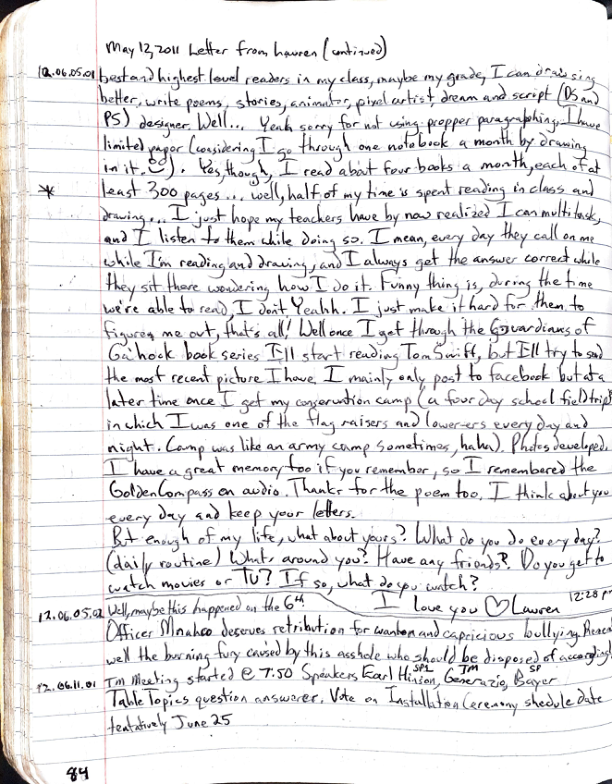 May 12, 2011 Letter from Lauren (continued)
12.06.05.01 best and highest level readers in my class, maybe my grade, I can draw, sing
better, write poems, stories, animator, pixel artist, dream and script (DS and
PS) designer. Well... Yeah sorry for not using propper paragraphing. I have
limited paper (considering I go through one notebook a month by drawing
in it. ). Yes, though, I read about four books a month, each of at
* least 300 pages... well, half of my time is spent reading in class and
drawing... I just hope my teachers have by now realized I can multitask,
and I listen to them while doing so. I mean, every day they call on me
while I'm reading and drawing, and I always get the answer correct while
they sit there wondering how I do it. Funny thing is, during the time
we're able to read, I don't. Yeahh. I just make it hard for them to
figure me out, that's all! Well once I get through the Guardians of
Ga'hoole book series I'll start reading Tom Swift, but I'll try to send
the most recent picture I have. I mainly only post to facebook but at a
later time once I get my conservation camp (a four day school fieldtrip
in which I was one of the flag raisers and lower-ers every day and
night. Camp was like an army camp sometimes, haha). Photos developed.
I have a great memory too if you remember, so I remembered the
Golden Compass on audio. Thanks for the poem too. I think about you
every day and keep your letters.
But enough of my life, what about yours? What do you do every day?
(daily routine) What's around you? Have any friends? Do you get to
watch movies or TV? If so, what do you watch?
I love you ♡ Lauren 12:28 pm
12.06.05.02 Well, maybe this happened on the 6th
Officer deserves retribution for wanton and capricious bullying.
well the burning fury caused by this asshole who should be disposed of accordingly
12.06.11.01 TM Meeting started @ 7:50 Speakers Earl Hinson, SP1 Generazio, TM Bayer SP
Table Topics question answerer. Vote on Installation Ceremony shedule Date
tentatively June 25
84